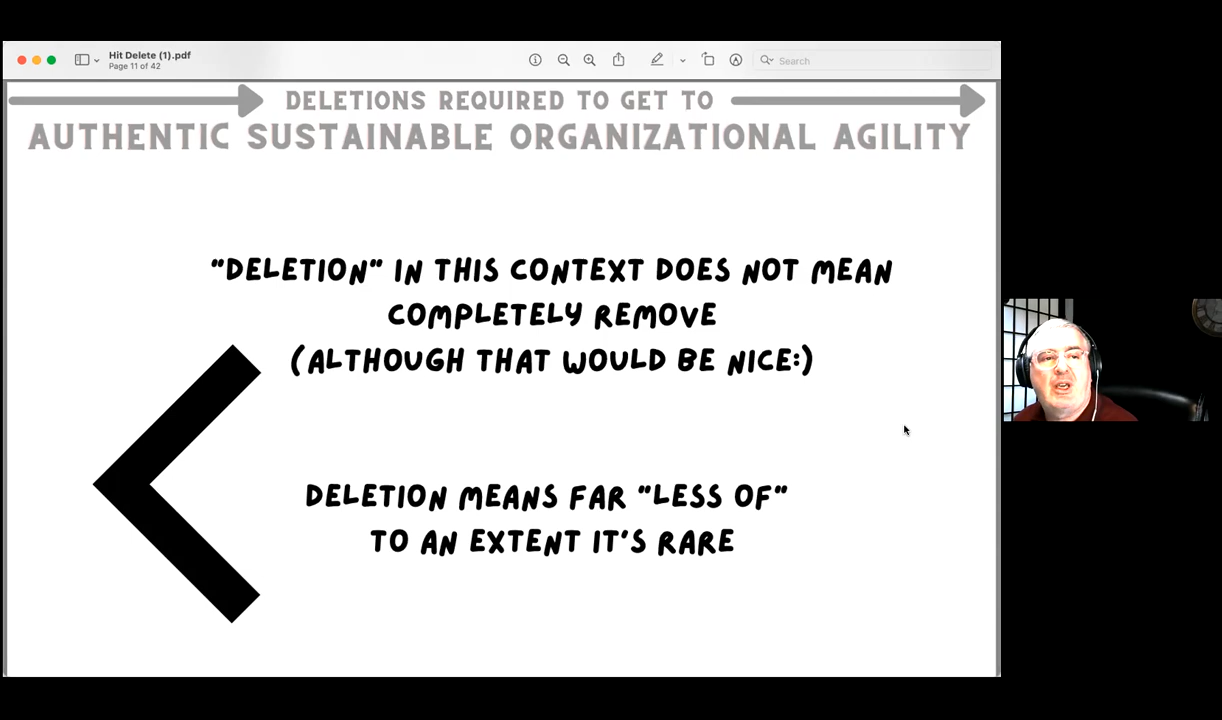 Hit Delete (1).pdf
Page 11 of 42
Search
DELETIONS REQUIRED TO GET TO
AUTHENTIC SUSTAINABLE ORGANIZATIONAL AGILITY
"DELETION" IN THIS CONTEXT DOES NOT MEAN
COMPLETELY REMOVE
(ALTHOUGH THAT WOULD BE NICE:)
DELETION MEANS FAR "LESS OF"
TO AN EXTENT IT'S RARE